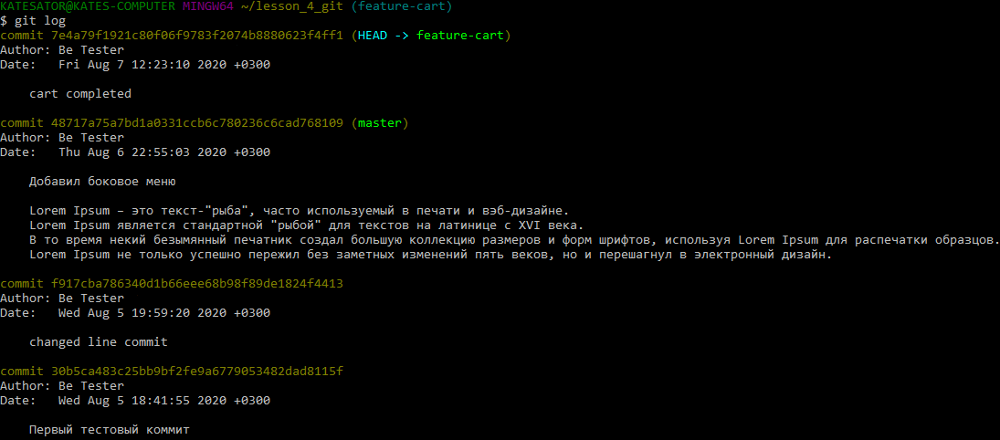 KATESATOR@KATES-COMPUTER MINGW64 ~/lesson_4_git (feature-cart)
$ git log
commit 7e4a79f1921c80f06f9783f2074b8880623f4ff1 (HEAD -> feature-cart)
Author: Be Tester
Date:   Fri Aug 7 12:23:10 2020 +0300
cart completed
commit 48717a75a7bd1a0331ccb6c780236c6cad768109 (master)
Author: Be Tester
Date:   Thu Aug 6 22:55:03 2020 +0300
Добавил боковое меню
Lorem Ipsum – это текст-"рыба", часто используемый в печати и вэб-дизайне.
Lorem Ipsum является стандартной "рыбой" для текстов на латинице с XVI века.
В то время некий безымянный печатник создал большую коллекцию размеров и форм шрифтов, используя Lorem Ipsum для распечатки образцов.
Lorem Ipsum не только успешно пережил без заметных изменений пять веков, но и перешагнул в электронный дизайн.
commit f917cba786340d1b66eee68b98f89de1824f4413
Author: Be Tester
Date:   Wed Aug 5 19:59:20 2020 +0300
changed line commit
commit 30b5ca483c25bb9bf2fe9a6779053482dad8115f
Author: Be Tester
Date:   Wed Aug 5 18:41:55 2020 +0300
Первый тестовый коммит